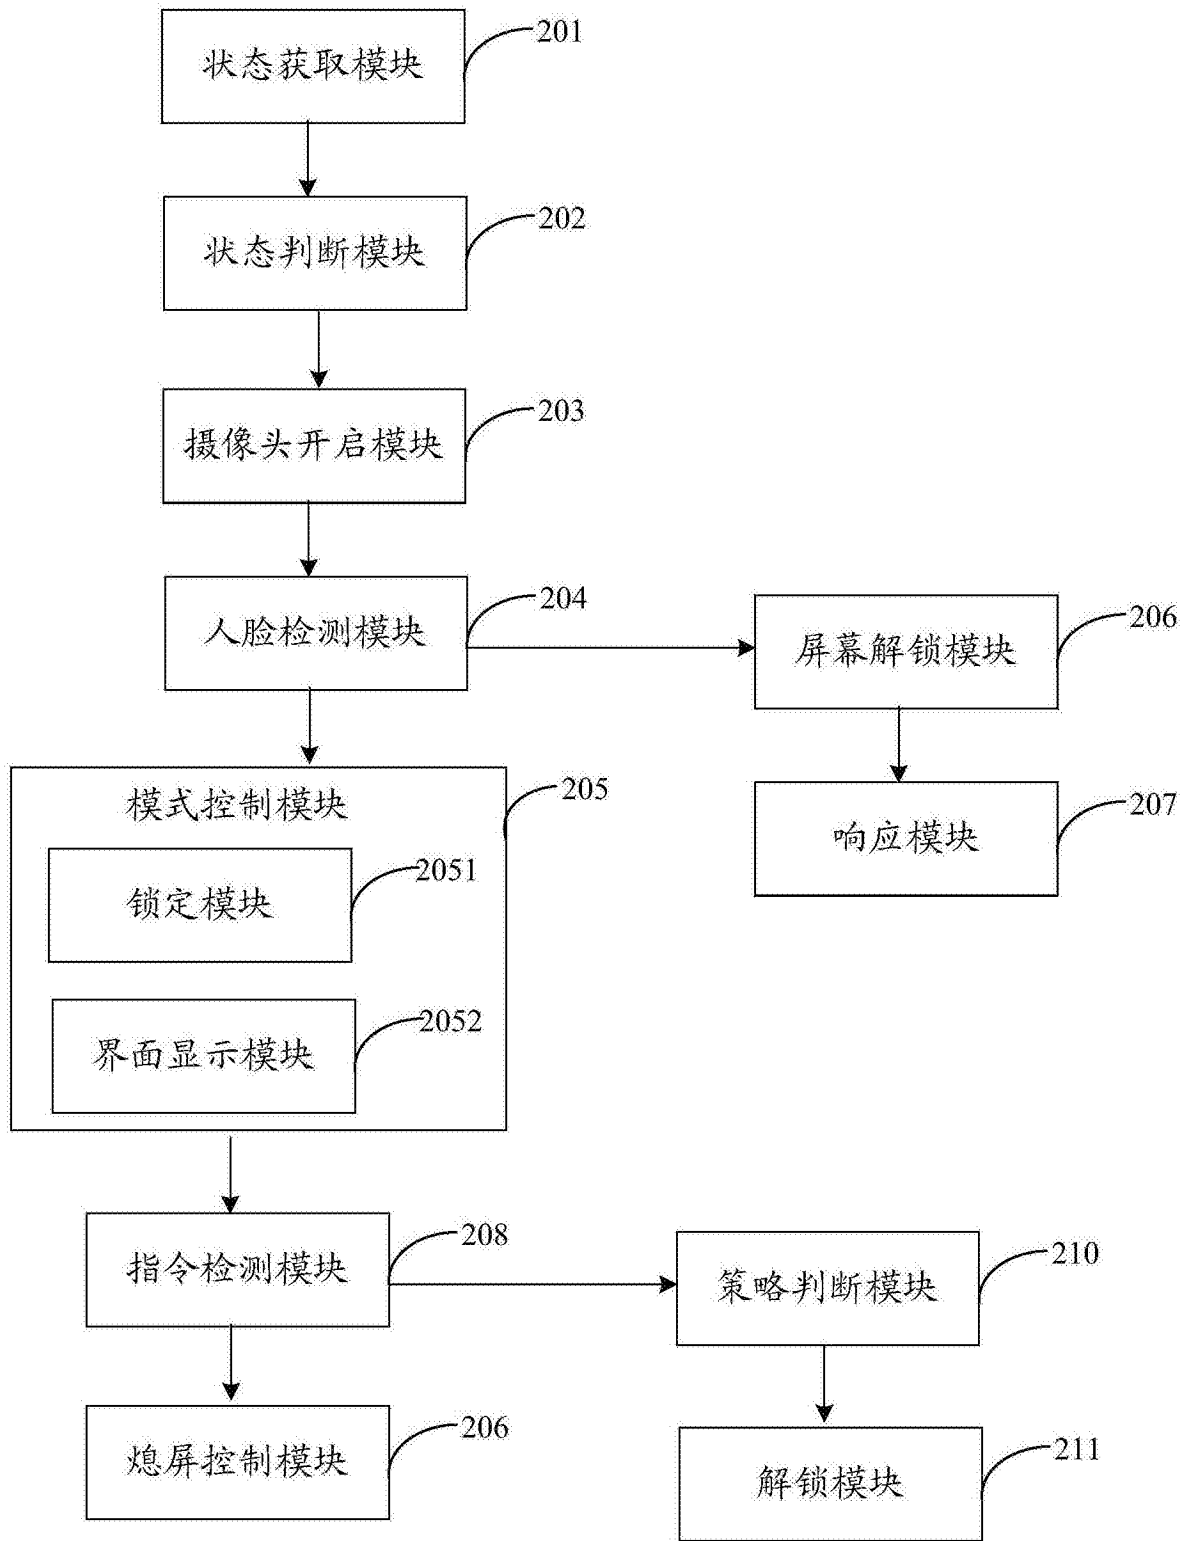 状态获取模块
201
状态判断模块
202
摄像头开启模块
203
人脸检测模块
204
屏幕解锁模块
206
响应模块
207
模式控制模块
205
锁定模块
2051
界面显示模块
2052
指令检测模块
208
策略判断模块
210
熄屏控制模块
206
解锁模块
211